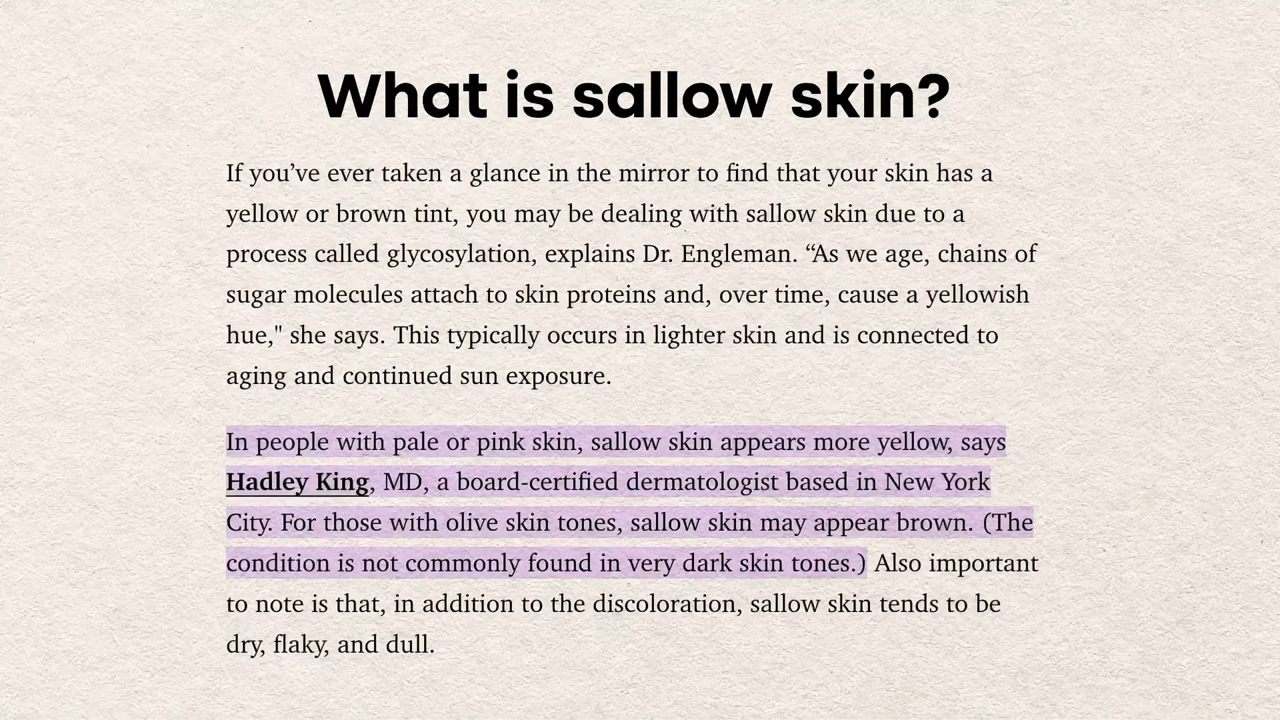 What is sallow skin?
If you’ve ever taken a glance in the mirror to find that your skin has a
yellow or brown tint, you may be dealing with sallow skin due to a
process called glycosylation, explains Dr. Engleman. “As we age, chains of
sugar molecules attach to skin proteins and, over time, cause a yellowish
hue," she says. This typically occurs in lighter skin and is connected to
aging and continued sun exposure.
In people with pale or pink skin, sallow skin appears more yellow, says
Hadley King, MD, a board-certified dermatologist based in New York
City. For those with olive skin tones, sallow skin may appear brown. (The
condition is not commonly found in very dark skin tones.) Also important
to note is that, in addition to the discoloration, sallow skin tends to be
dry, flaky, and dull.